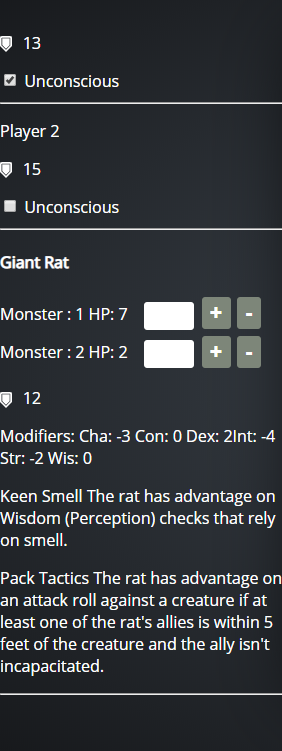 13
Unconscious
Player 2
15
Unconscious
Giant Rat
Monster : 1 HP: 7 + -
Monster : 2 HP: 2 + -
12
Modifiers: Cha: -3 Con: 0 Dex: 2Int: -4
Str: -2 Wis: 0
Keen Smell The rat has advantage on
Wisdom (Perception) checks that rely
on smell.
Pack Tactics The rat has advantage on
an attack roll against a creature if at
least one of the rat's allies is within 5
feet of the creature and the ally isn't
incapacitated.